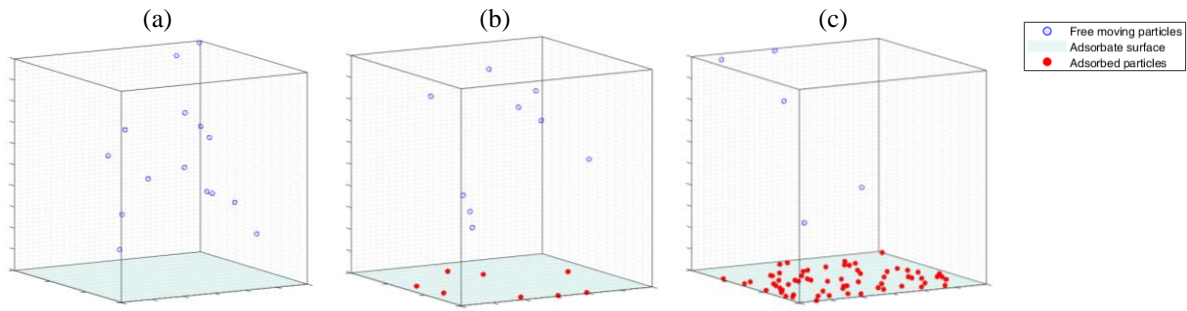 (a)
(b)
(c)
Free moving particles
Adsorbate surface
Adsorbed particles